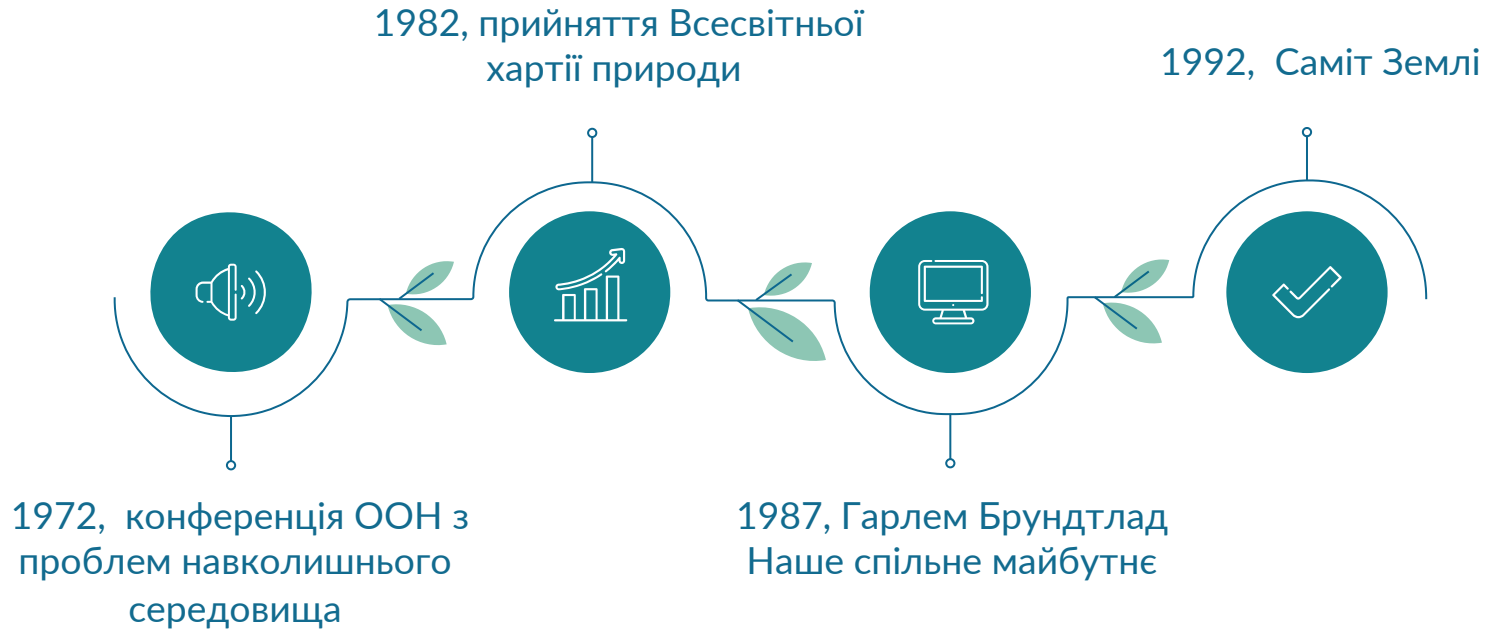 1982, прийняття Всесвітньої
хартії природи
1992, Саміт Землі
1972, конференція ООН з
проблем навколишнього
середовища
1987, Гарлем Брундтлад
Наше спільне майбутнє